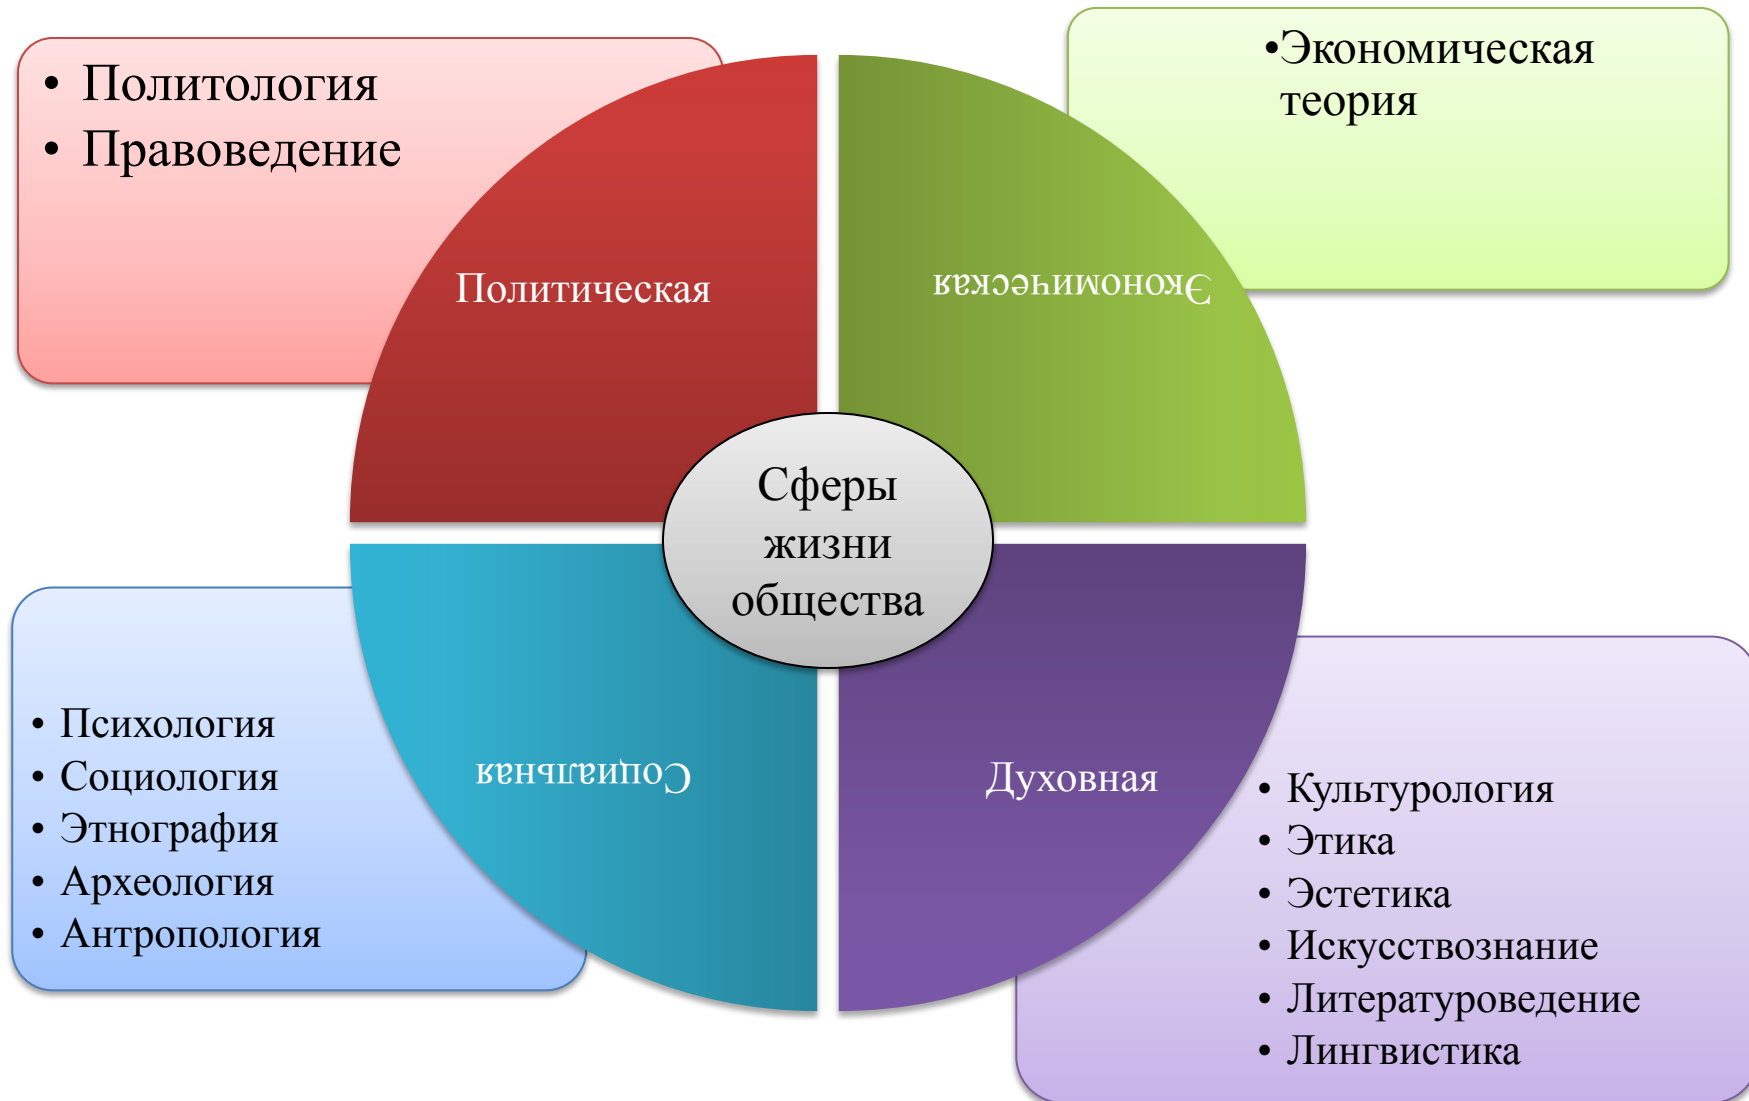 • Политология
• Правоведение
•Экономическая
теория
Политическая
Экономическая
Сферы
жизни
общества
Социальная
Духовная
• Психология
• Социология
• Этнография
• Археология
• Антропология
• Культурология
• Этика
• Эстетика
• Искусствознание
• Литературоведение
• Лингвистика